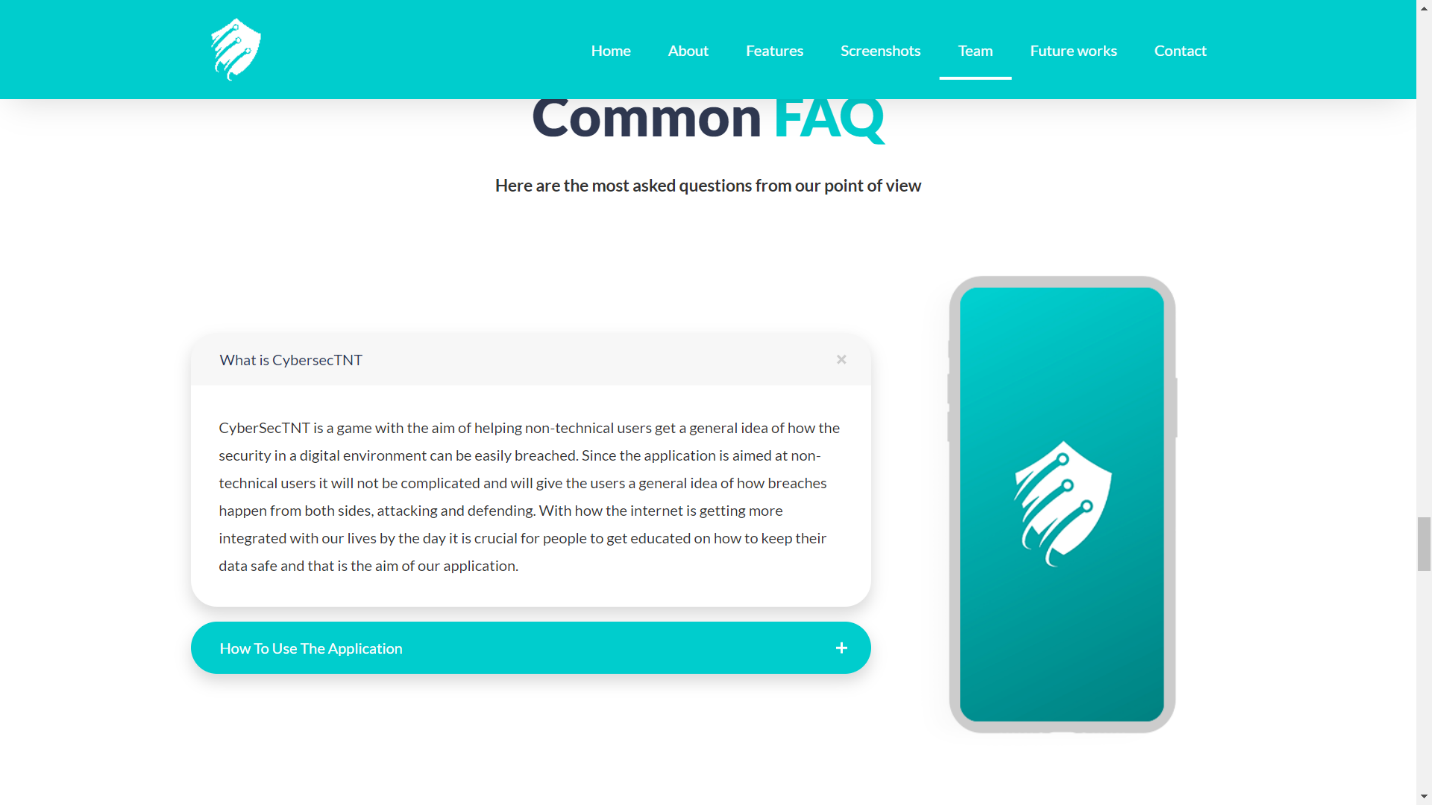 Home About Features Screenshots Team Future works Contact
Common FAQ
Here are the most asked questions from our point of view
What is CybersecTNT
CyberSecTNT is a game with the aim of helping non-technical users get a general idea of how the
security in a digital environment can be easily breached. Since the application is aimed at non-
technical users it will not be complicated and will give the users a general idea of how breaches
happen from both sides, attacking and defending. With how the internet is getting more
integrated with our lives by the day it is crucial for people to get educated on how to keep their
data safe and that is the aim of our application.
How To Use The Application